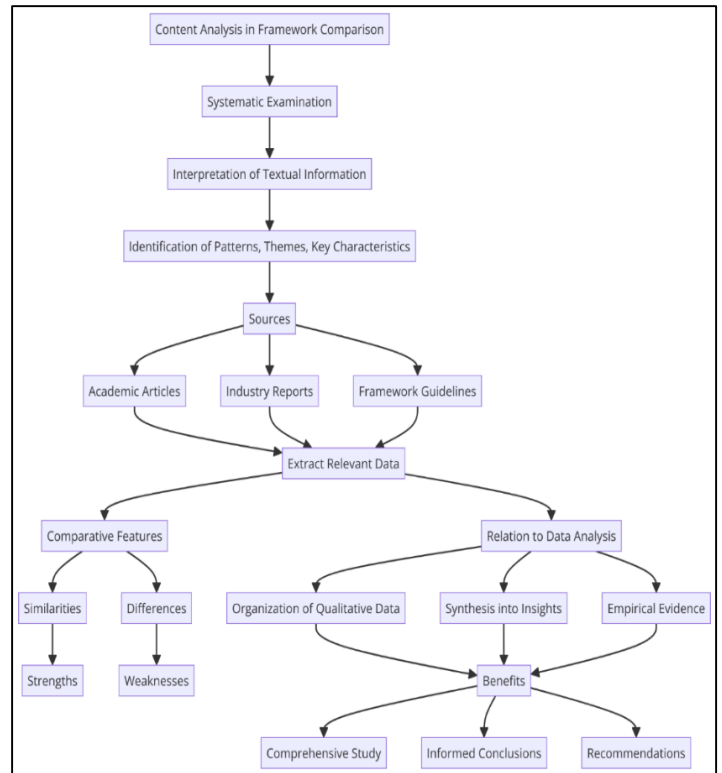 Content Analysis in Framework Comparison
Systematic Examination
Interpretation of Textual Information
Identification of Patterns, Themes, Key Characteristics
Sources
Academic Articles
Industry Reports
Framework Guidelines
Extract Relevant Data
Comparative Features
Relation to Data Analysis
Similarities
Differences
Organization of Qualitative Data
Synthesis into Insights
Empirical Evidence
Strengths
Weaknesses
Benefits
Comprehensive Study
Informed Conclusions
Recommendations